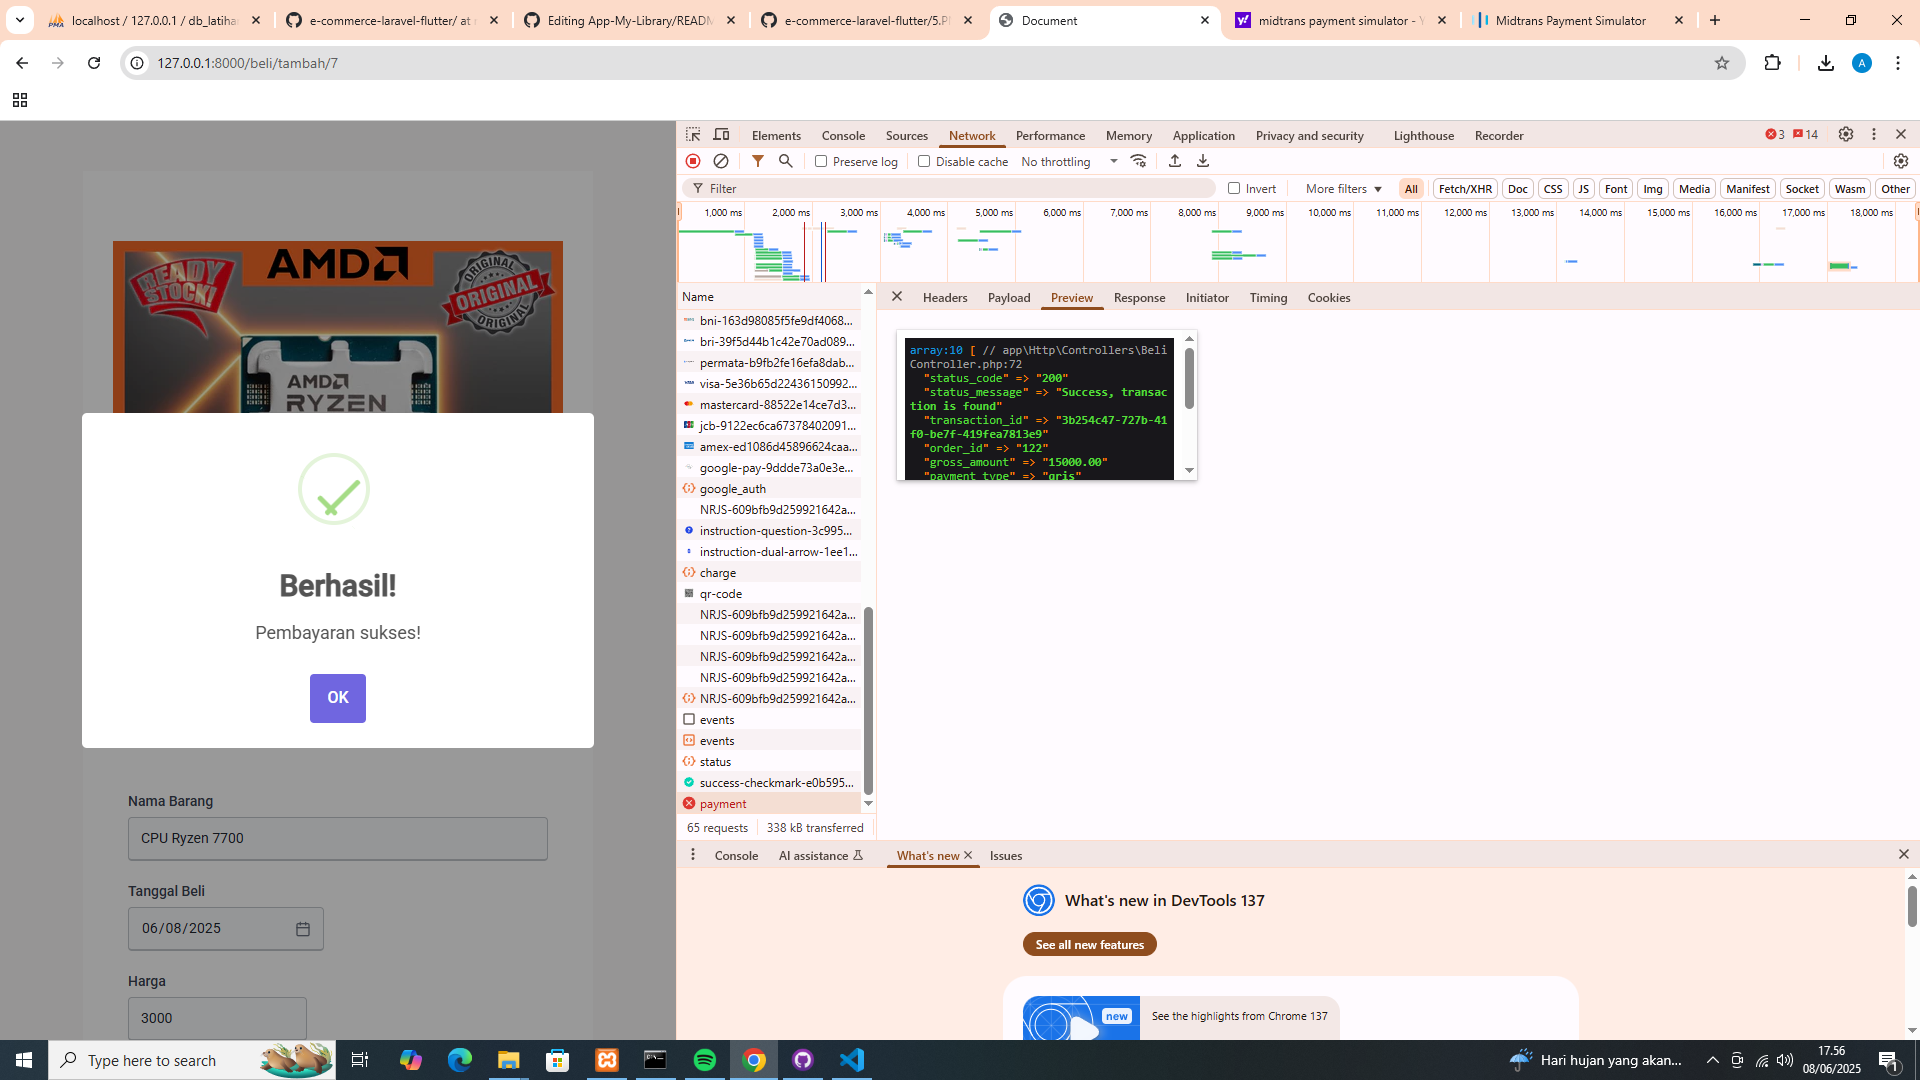 localhost / 127.0.0.1 / db_latiha
e-commerce-laravel-flutter/ at
Editing App-My-Library/READM
e-commerce-laravel-flutter/5.P
Document
midtrans payment simulator - Y
Midtrans Payment Simulator
127.0.0.1:8000/beli/tambah/7
A
Elements
Console
Sources
Network
Performance
Memory
Application
Privacy and security
Lighthouse
Recorder
3
14
Preserve log
Disable cache
No throttling
Filter
Invert
More filters
All
Fetch/XHR
Doc
CSS
JS
Font
Img
Media
Manifest
Socket
Wasm
Other
1,000 ms
2,000 ms
3,000 ms
4,000 ms
5,000 ms
6,000 ms
7,000 ms
8,000 ms
9,000 ms
10,000 ms
11,000 ms
12,000 ms
13,000 ms
14,000 ms
15,000 ms
16,000 ms
17,000 ms
18,000 ms
Name
bni-163d98085f5fe9df4068...
bri-39f5d44b1c42e70ad089...
permata-b9fb2fe16efa8dab...
visa-5e36b65d22436150992...
mastercard-88522e14ce7d3...
jcb-9122ec6ca67378402091...
amex-ed1086d45896624caa...
google-pay-9ddde73a0e3e...
google_auth
NRJS-609bfb9d259921642a...
instruction-question-3c995...
instruction-dual-arrow-1ee1...
charge
qr-code
NRJS-609bfb9d259921642a...
NRJS-609bfb9d259921642a...
NRJS-609bfb9d259921642a...
NRJS-609bfb9d259921642a...
NRJS-609bfb9d259921642a...
events
events
status
success-checkmark-e0b595...
payment
65 requests
338 kB transferred
Headers
Payload
Preview
Response
Initiator
Timing
Cookies
array:10 [ // app\Http\Controllers\Beli
Controller.php:72
"status_code" => "200"
"status_message" => "Success, transac
tion is found"
"transaction_id" => "3b254c47-727b-41
f0-be7f-419fea7813e9"
"order_id" => "122"
"gross_amount" => "15000.00"
"payment_type" => "qris"
READY
STOCK!
AMD
ORIGINAL
ORIGINAL
ORIGINAL
AMD
RYZEN
Berhasil!
Pembayaran sukses!
OK
Nama Barang
CPU Ryzen 7700
Tanggal Beli
06/08/2025
Harga
3000
Console
AI assistance
What's new
Issues
What's new in DevTools 137
See all new features
new
See the highlights from Chrome 137
Type here to search
Hari hujan yang akan...
17.56
08/06/2025
1